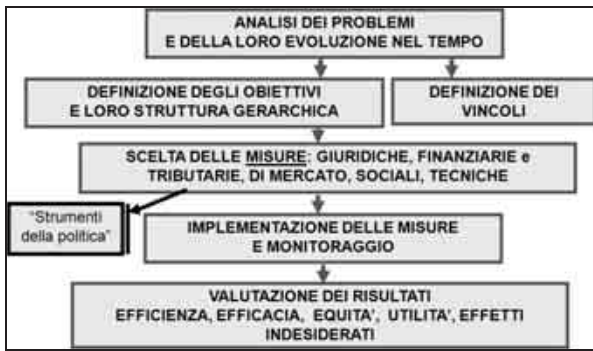 ANALISI DEI PROBLEMI
E DELLA LORO EVOLUZIONE NEL TEMPO
DEFINIZIONE DEGLI OBIETTIVI
E LORO STRUTTURA GERARCHICA
DEFINIZIONE DEI
VINCOLI
SCELTA DELLE MISURE: GIURIDICHE, FINANZIARIE e
TRIBUTARIE, DI MERCATO, SOCIALI, TECNICHE
"Strumenti
della politica"
IMPLEMENTAZIONE DELLE MISURE
E MONITORAGGIO
VALUTAZIONE DEI RISULTATI
EFFICIENZA, EFFICACIA, EQUITA', UTILITA', EFFETTI
INDESIDERATI